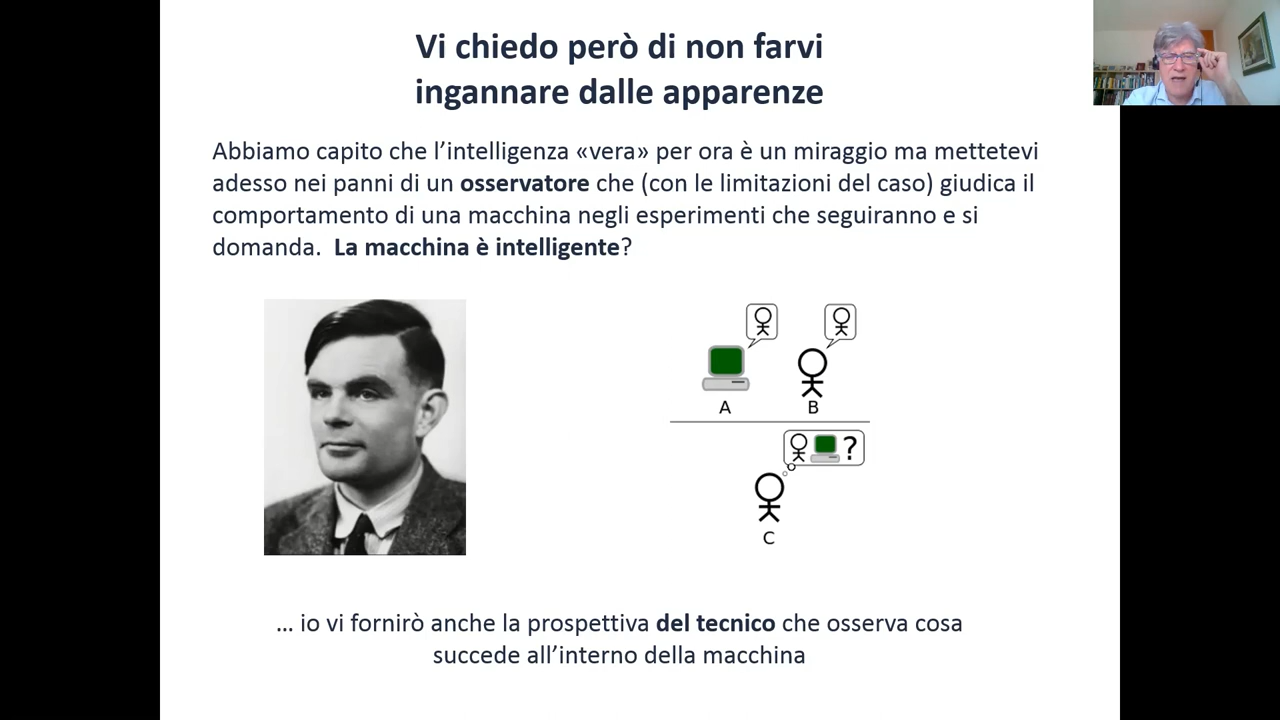 Vi chiedo però di non farvi
ingannare dalle apparenze
Abbiamo capito che l’intelligenza «vera» per ora è un miraggio ma mettetevi
adesso nei panni di un osservatore che (con le limitazioni del caso) giudica il
comportamento di una macchina negli esperimenti che seguiranno e si
domanda. La macchina è intelligente?
A
B
?
C
... io vi fornirò anche la prospettiva del tecnico che osserva cosa
succede all’interno della macchina